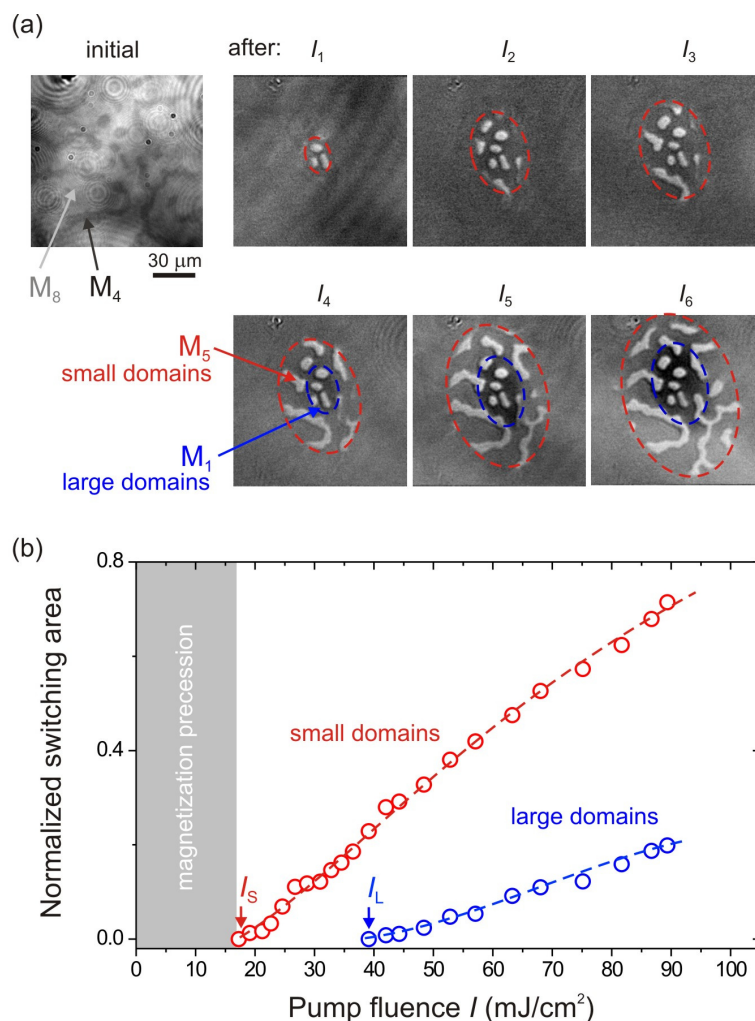 (a)
initial
after:
I₁
I₂
I₃
M₈
M₄
30 μm
I₄
I₅
I₆
M₅
small domains
M₁
large domains
(b)
Normalized switching area
0.8
0.4
0.0
magnetization precession
small domains
large domains
I_S
I_L
0 10 20 30 40 50 60 70 80 90 100
Pump fluence I (mJ/cm²)